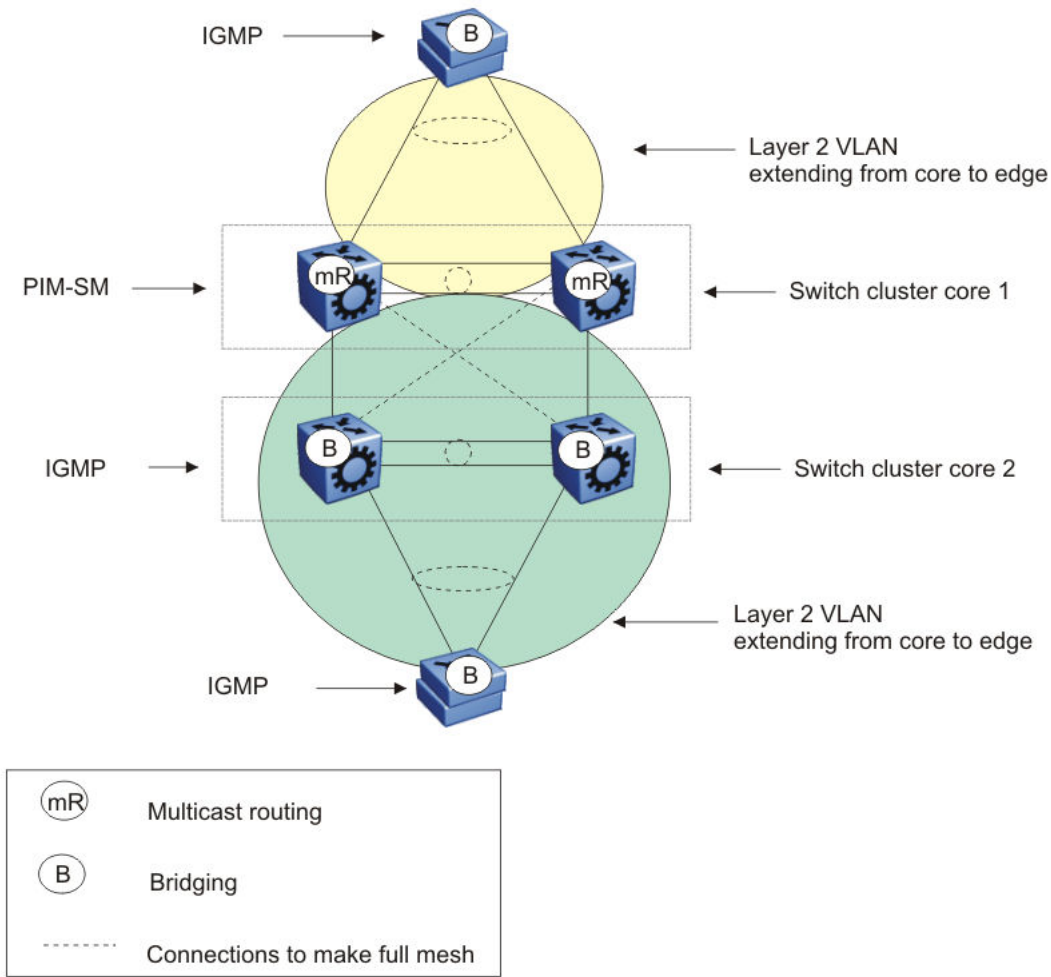 IGMP
B
Layer 2 VLAN
extending from core to edge
PIM-SM
mR
mR
Switch cluster core 1
IGMP
B
B
Switch cluster core 2
Layer 2 VLAN
extending from core to edge
IGMP
B
mR
Multicast routing
B
Bridging
Connections to make full mesh